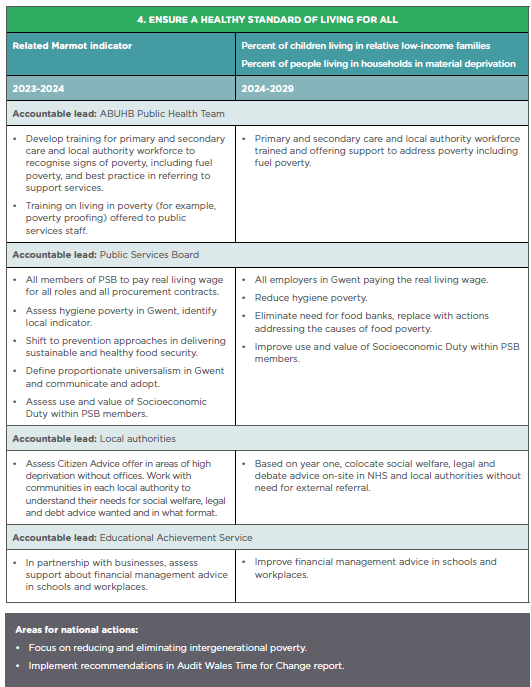 4. ENSURE A HEALTHY STANDARD OF LIVING FOR ALL
Related Marmot indicator
Percent of children living in relative low-income families
Percent of people living in households in material deprivation
2023-2024
2024-2029
Accountable lead: ABUHB Public Health Team
• Develop training for primary and secondary
care and local authority workforce to
recognise signs of poverty, including fuel
poverty, and best practice in referring to
support services.
• Training on living in poverty (for example,
poverty proofing) offered to public
services staff.
• Primary and secondary care and local authority workforce
trained and offering support to address poverty including
fuel poverty.
Accountable lead: Public Services Board
• All members of PSB to pay real living wage
for all roles and all procurement contracts.
• Assess hygiene poverty in Gwent, identify
local indicator.
• Shift to prevention approaches in delivering
sustainable and healthy food security.
• Define proportionate universalism in Gwent
and communicate and adopt.
• Assess use and value of Socioeconomic
Duty within PSB members.
• All employers in Gwent paying the real living wage.
• Reduce hygiene poverty.
• Eliminate need for food banks, replace with actions
addressing the causes of food poverty.
• Improve use and value of Socioeconomic Duty within PSB
members.
Accountable lead: Local authorities
• Assess Citizen Advice offer in areas of high
deprivation without offices. Work with
communities in each local authority to
understand their needs for social welfare, legal
and debt advice wanted and in what format.
• Based on year one, colocate social welfare, legal and
debate advice on-site in NHS and local authorities without
need for external referral.
Accountable lead: Educational Achievement Service
• In partnership with businesses, assess
support about financial management advice
in schools and workplaces.
• Improve financial management advice in schools and
workplaces.
Areas for national actions:
• Focus on reducing and eliminating intergenerational poverty.
• Implement recommendations in Audit Wales Time for Change report.